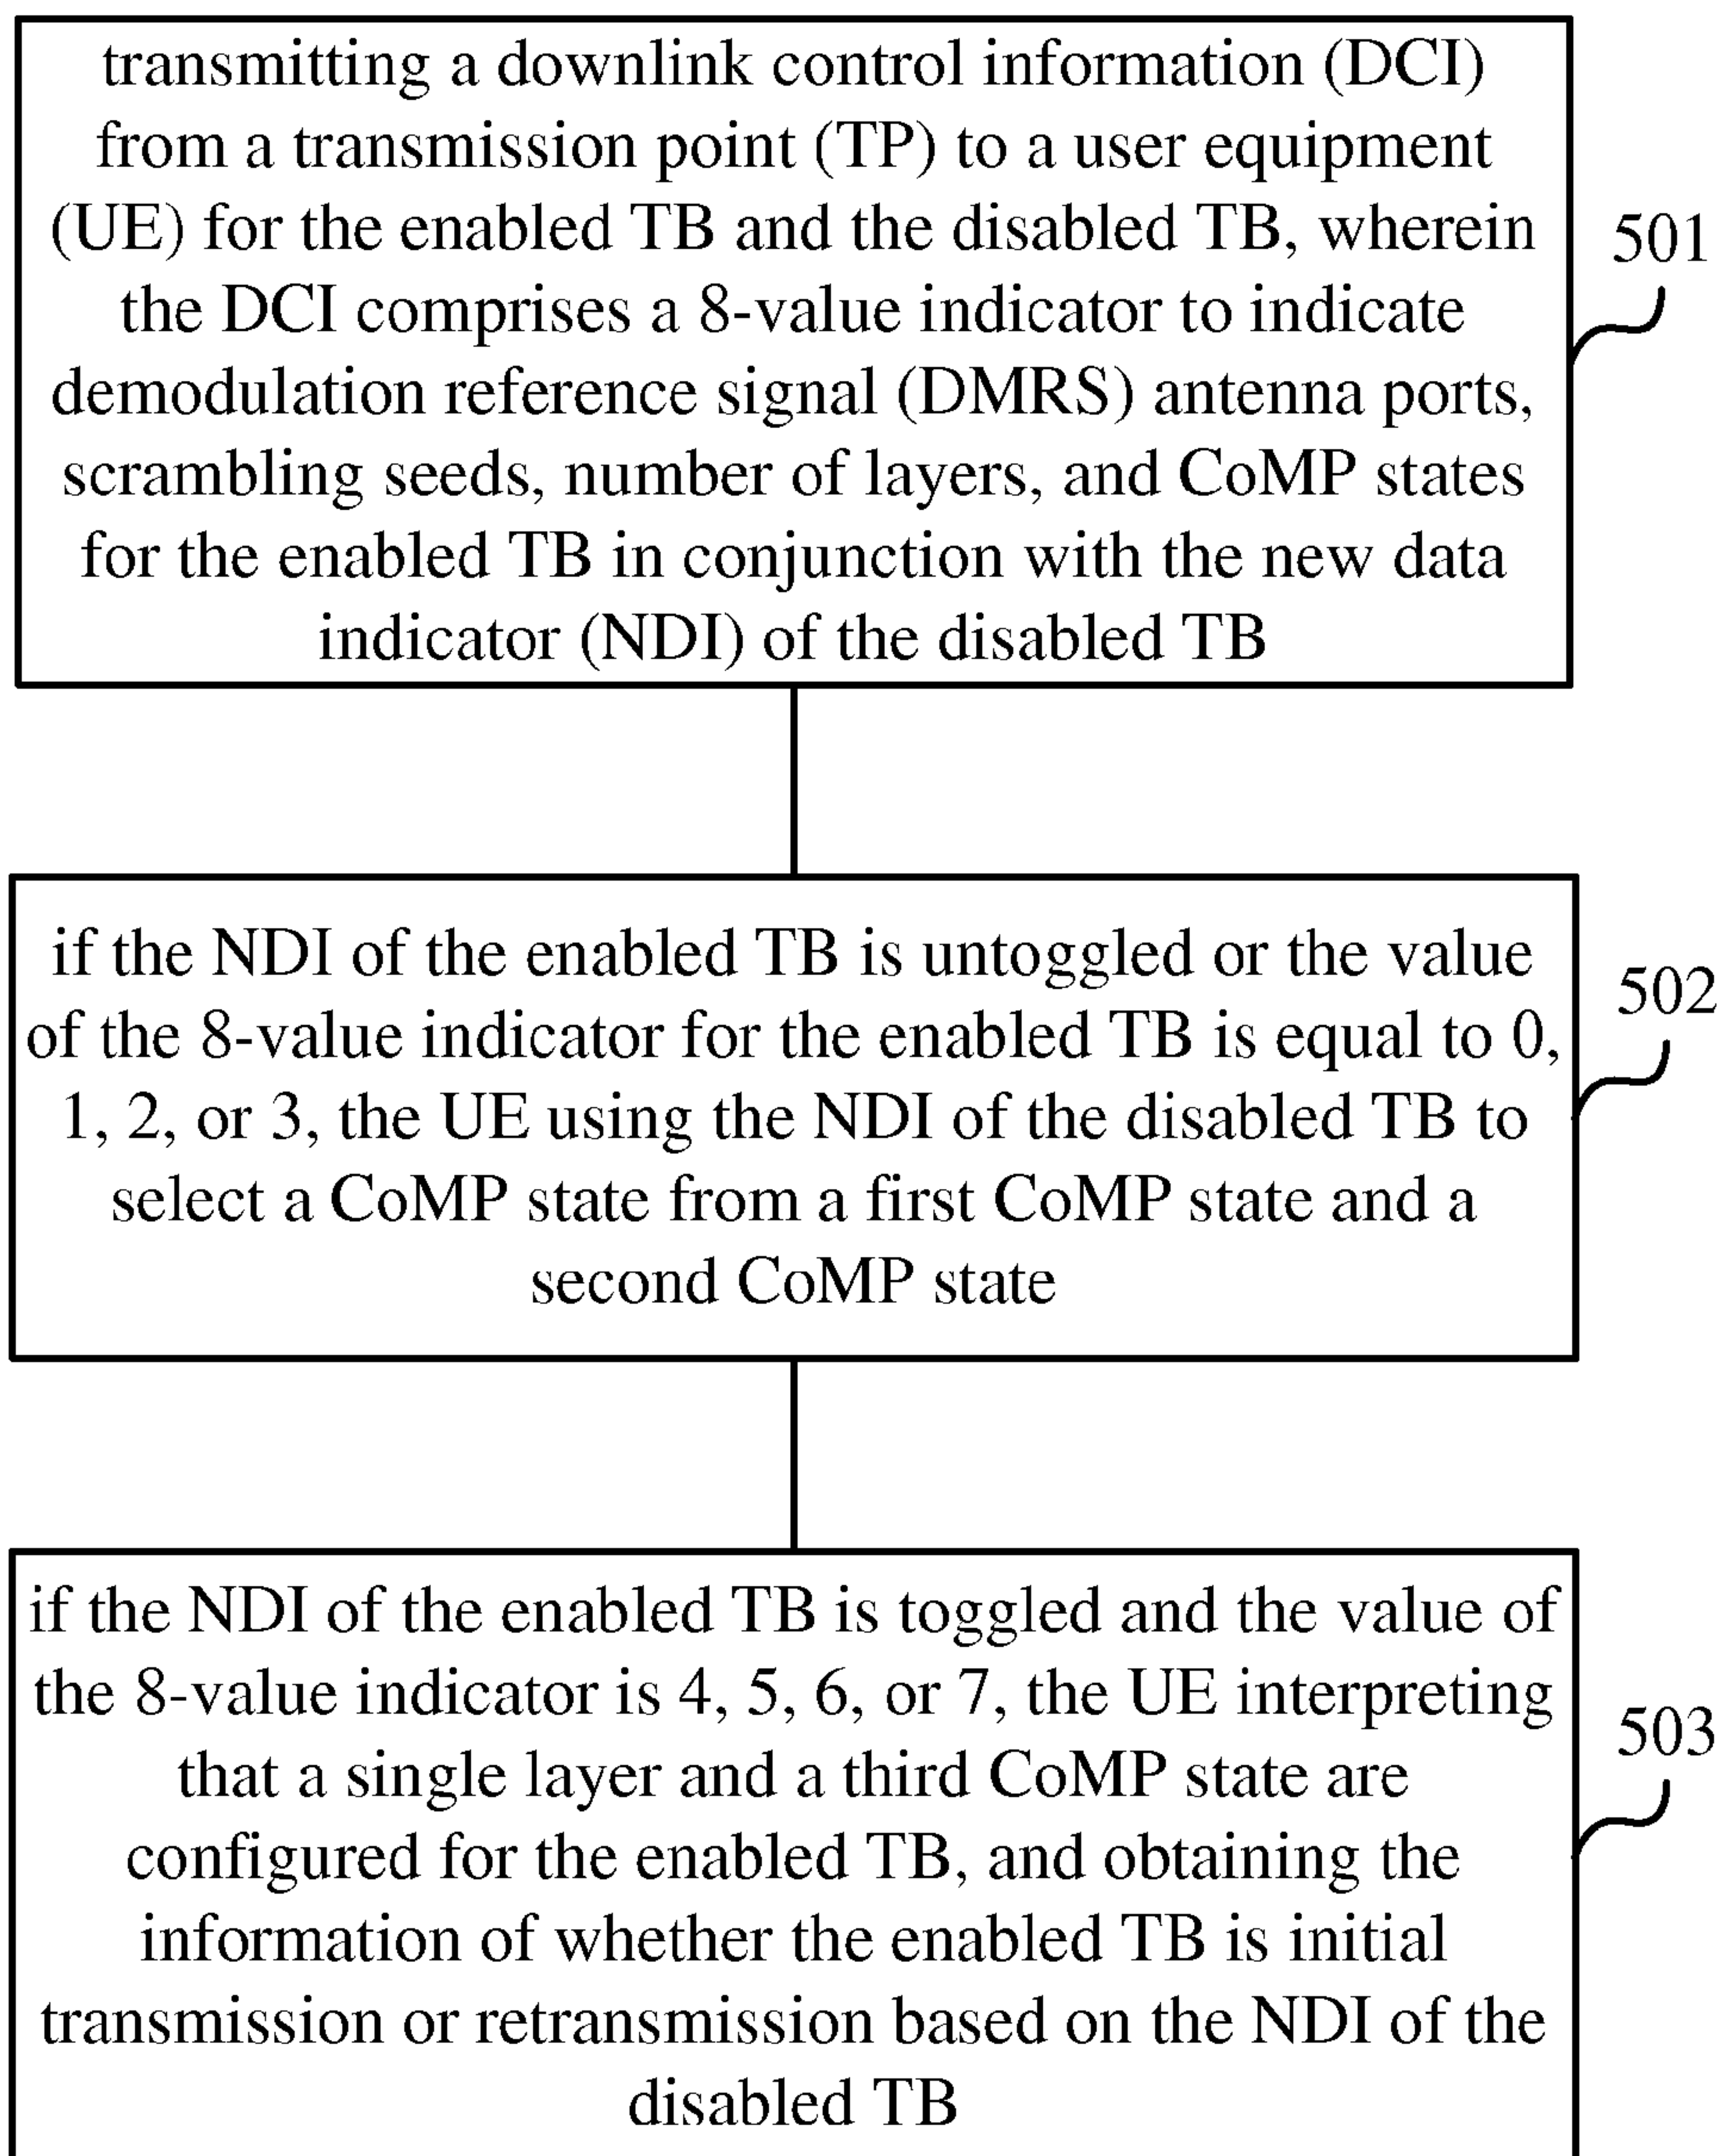 transmitting a downlink control information (DCI)
from a transmission point (TP) to a user equipment
(UE) for the enabled TB and the disabled TB, wherein
the DCI comprises a 8-value indicator to indicate
demodulation reference signal (DMRS) antenna ports,
scrambling seeds, number of layers, and CoMP states
for the enabled TB in conjunction with the new data
indicator (NDI) of the disabled TB
501
if the NDI of the enabled TB is untoggled or the value
of the 8-value indicator for the enabled TB is equal to 0,
1, 2, or 3, the UE using the NDI of the disabled TB to
select a CoMP state from a first CoMP state and a
second CoMP state
502
if the NDI of the enabled TB is toggled and the value of
the 8-value indicator is 4, 5, 6, or 7, the UE interpreting
that a single layer and a third CoMP state are
configured for the enabled TB, and obtaining the
information of whether the enabled TB is initial
transmission or retransmission based on the NDI of the
disabled TB
503